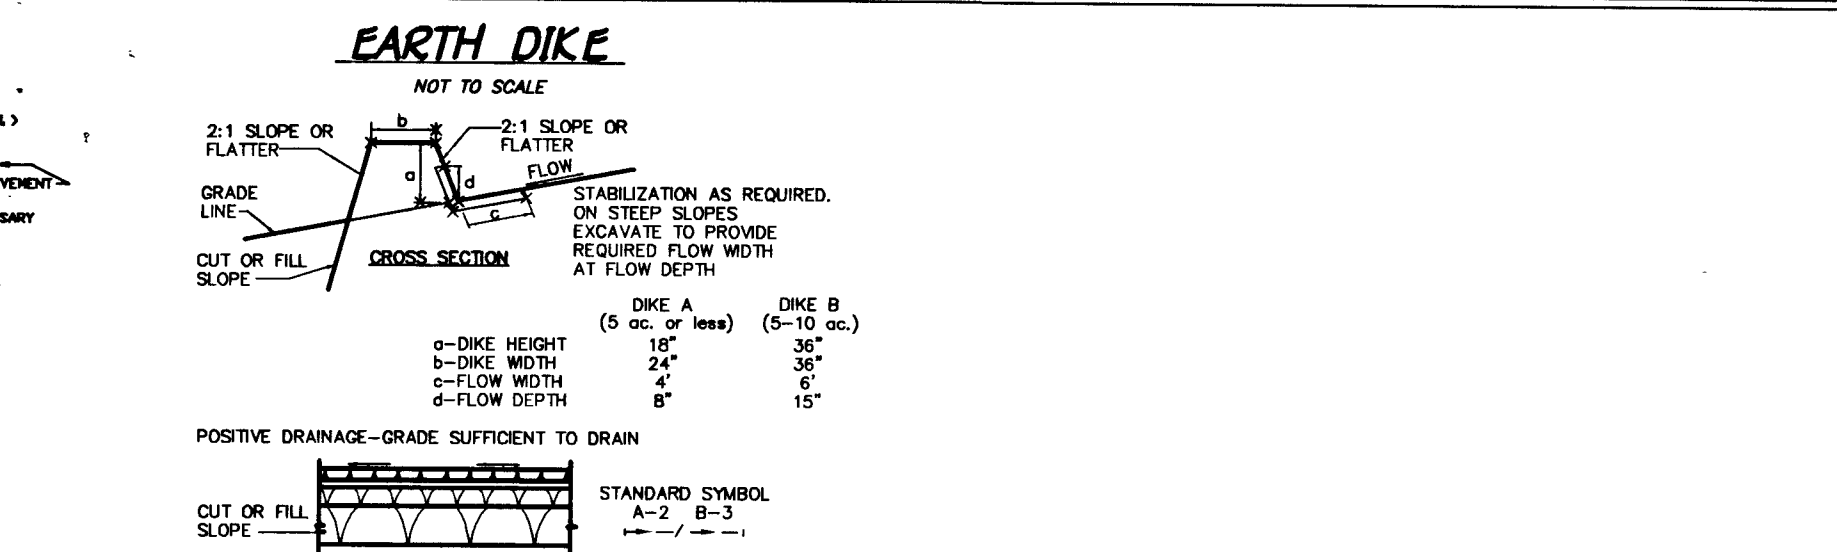 EARTH DIKE
NOT TO SCALE
VEMENT
SARY
b
2:1 SLOPE OR
FLATTER
2:1 SLOPE OR
FLATTER
a
d
FLOW
c
GRADE
LINE
STABILIZATION AS REQUIRED.
ON STEEP SLOPES
EXCAVATE TO PROVIDE
REQUIRED FLOW WIDTH
AT FLOW DEPTH
CUT OR FILL
SLOPE
CROSS SECTION
DIKE A DIKE B
(5 ac. or less) (5-10 ac.)
a-DIKE HEIGHT 18" 36"
b-DIKE WIDTH 24" 36"
c-FLOW WIDTH 4' 6'
d-FLOW DEPTH 8" 15"
POSITIVE DRAINAGE-GRADE SUFFICIENT TO DRAIN
CUT OR FILL
SLOPE
STANDARD SYMBOL
A-2 B-3